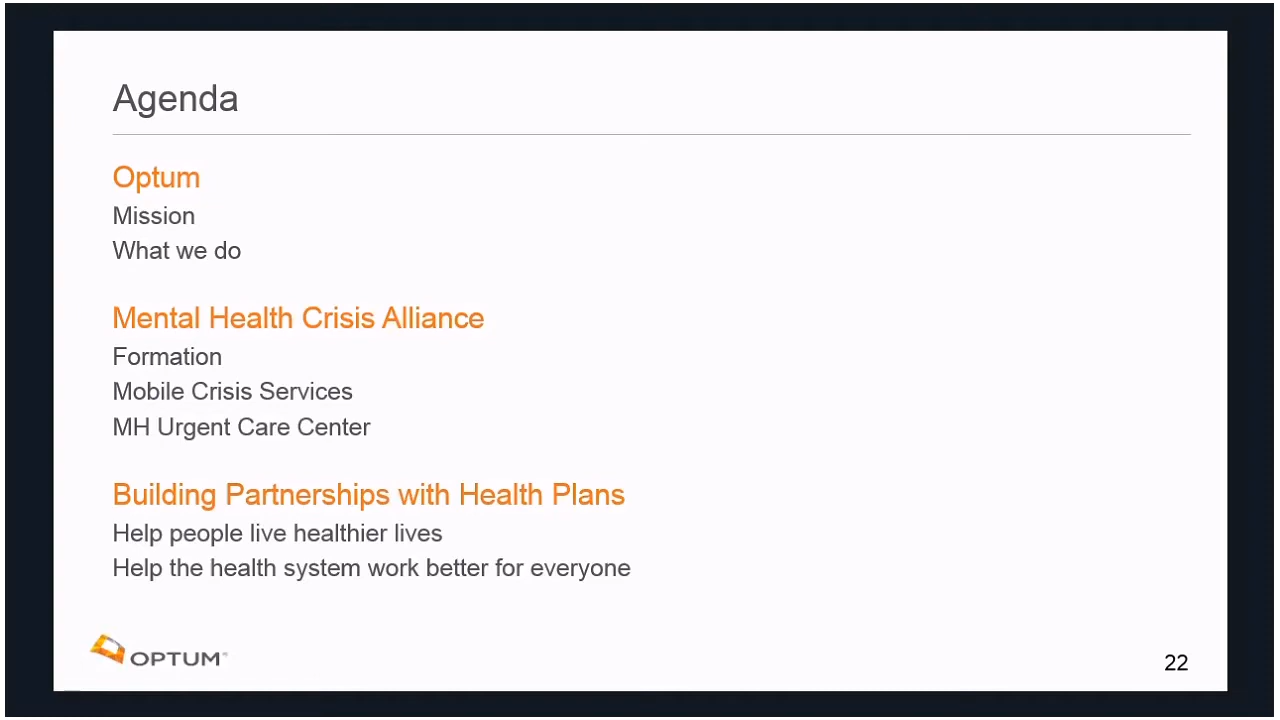 Agenda
Optum
Mission
What we do
Mental Health Crisis Alliance
Formation
Mobile Crisis Services
MH Urgent Care Center
Building Partnerships with Health Plans
Help people live healthier lives
Help the health system work better for everyone
OPTUM
22